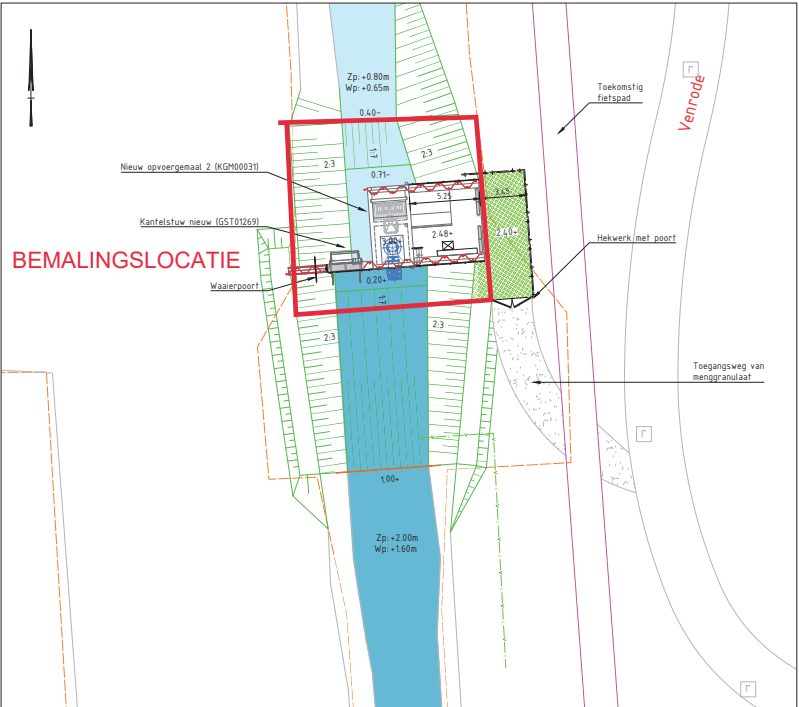 Zp: +0.80m
Wp: +0.65m
Toekomstig
fietspad
Venrode
0.40-
1:7
2:3
2:3
Nieuw opvoergemaal 2 (KGM00031)
0.71-
5.25
3.45
Kantelstuw nieuw (GST01269)
2.48+
2.40+
Hekwerk met poort
BEMALINGSLOCATIE
Waaierpoort
0.20+
1:7
2:3
2:3
Toegangsweg van
menggranulaat
1.00+
Zp: +2.00m
Wp: +1.60m